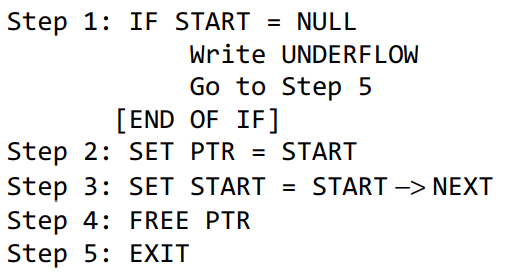 Step 1: IF START = NULL
Write UNDERFLOW
Go to Step 5
[END OF IF]
Step 2: SET PTR = START
Step 3: SET START = START —> NEXT
Step 4: FREE PTR
Step 5: EXIT